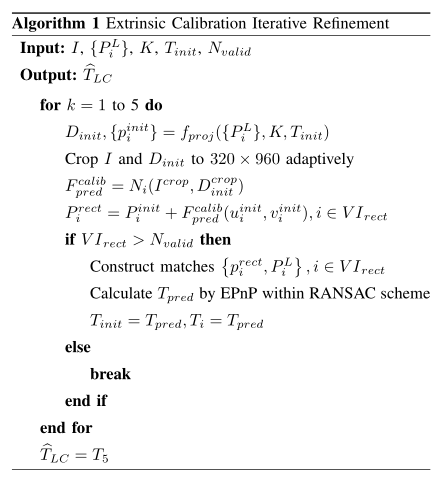 Algorithm 1 Extrinsic Calibration Iterative Refinement
Input: $I$, $\{P_i^L\}$, $K$, $T_{init}$, $N_{valid}$
Output: $\widehat{T}_{LC}$
for $k = 1$ to 5 do
$D_{init}, \{p_i^{init}\} = f_{proj}(\{P_i^L\}, K, T_{init})$
Crop $I$ and $D_{init}$ to $320 \times 960$ adaptively
$F_{pred}^{calib} = N_i(I^{crop}, D_{init}^{crop})$
$P_i^{rect} = P_i^{init} + F_{pred}^{calib}(u_i^{init}, v_i^{init}), i \in VI_{rect}$
if $VI_{rect} > N_{valid}$ then
Construct matches $\{p_i^{rect}, P_i^L\}, i \in VI_{rect}$
Calculate $T_{pred}$ by EPnP within RANSAC scheme
$T_{init} = T_{pred}, T_i = T_{pred}$
else
break
end if
end for
$\widehat{T}_{LC} = T_5$